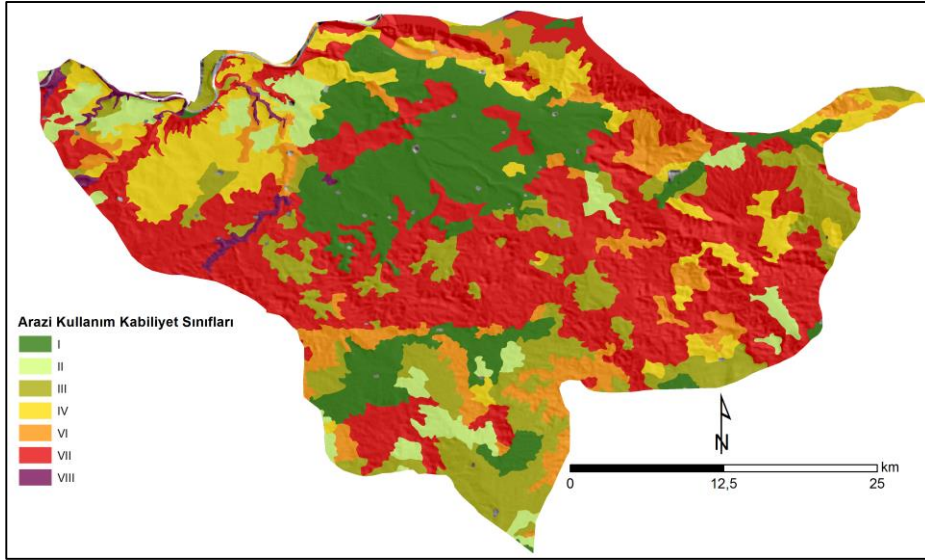 Arazi Kullanım Kabiliyet Sınıfları
I
II
III
IV
VI
VII
VIII
N
km
0
12,5
25